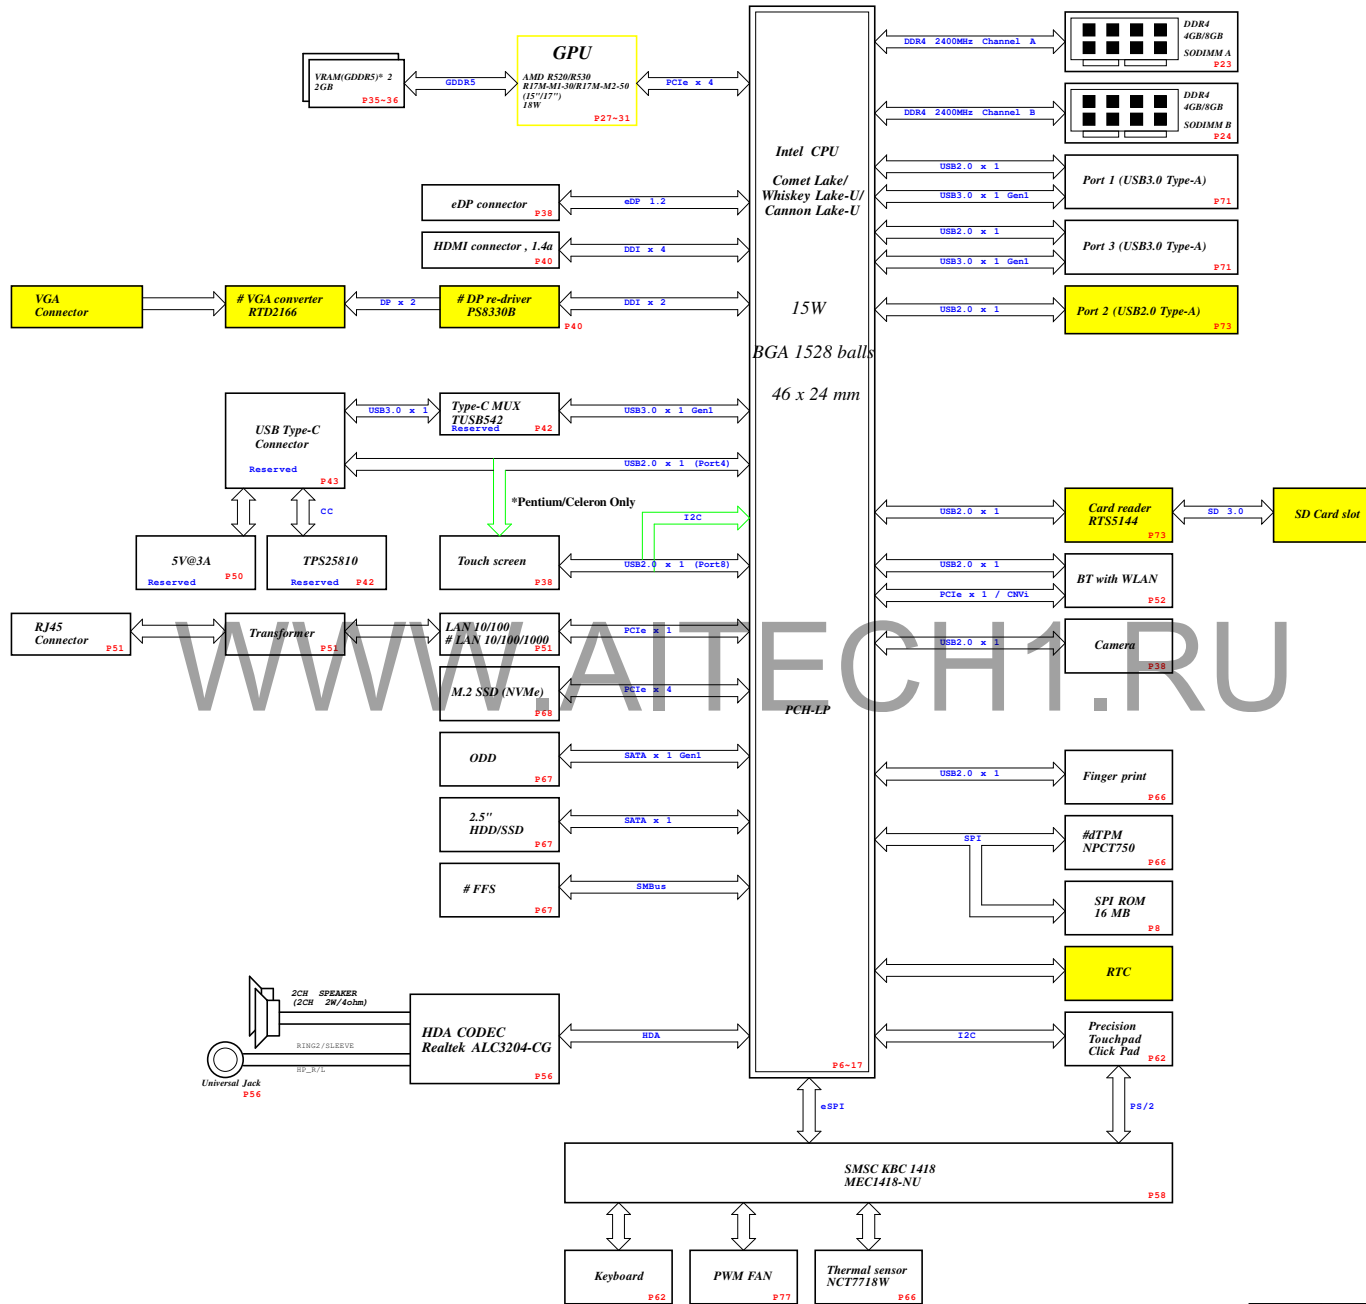 GPU
AMD R520/R530
R17M-M1-30/R17M-M2-50
(15"/17")
18W
P27~31
VRAM(GDDR5)* 2
2GB
P35~36
GDDR5
PCIe x 4
DDR4 2400MHz Channel A
DDR4
4GB/8GB
SODIMM A
P23
DDR4 2400MHz Channel B
DDR4
4GB/8GB
SODIMM B
P24
Intel CPU
Comet Lake/
Whiskey Lake-U/
Cannon Lake-U
15W
BGA 1528 balls
46 x 24 mm
PCH-LP
P6~17
USB2.0 x 1
USB3.0 x 1 Gen1
Port 1 (USB3.0 Type-A)
P71
USB2.0 x 1
USB3.0 x 1 Gen1
Port 3 (USB3.0 Type-A)
P71
USB2.0 x 1
Port 2 (USB2.0 Type-A)
P73
eDP connector
P38
eDP 1.2
HDMI connector , 1.4a
P40
DDI x 4
VGA
Connector
# VGA converter
RTD2166
DP x 2
# DP re-driver
PS8330B
P40
DDI x 2
USB Type-C
Connector
Reserved
P43
USB3.0 x 1
Type-C MUX
TUSB542
Reserved
P42
USB3.0 x 1 Gen1
USB2.0 x 1 (Port4)
*Pentium/Celeron Only
I2C
CC
5V@3A
Reserved
P50
TPS25810
Reserved
P42
Touch screen
P38
USB2.0 x 1 (Port8)
USB2.0 x 1
Card reader
RTS5144
P73
SD 3.0
SD Card slot
USB2.0 x 1
PCIe x 1 / CNVi
BT with WLAN
P52
RJ45
Connector
P51
Transformer
P51
LAN 10/100
# LAN 10/100/1000
P51
PCIe x 1
USB2.0 x 1
Camera
P38
WWW.AITECH1.RU
M.2 SSD (NVMe)
P68
PCIe x 4
ODD
P67
SATA x 1 Gen1
USB2.0 x 1
Finger print
P66
2.5"
HDD/SSD
P67
SATA x 1
SPI
#dTPM
NPCT750
P66
# FFS
P67
SMBus
SPI ROM
16 MB
P8
RTC
2CH SPEAKER
(2CH 2W/4ohm)
RING2/SLEEVE
HP_R/L
Universal Jack
P56
HDA CODEC
Realtek ALC3204-CG
P56
HDA
I2C
Precision
Touchpad
Click Pad
P62
eSPI
PS/2
SMSC KBC 1418
MEC1418-NU
P58
Keyboard
P62
PWM FAN
P77
Thermal sensor
NCT7718W
P66